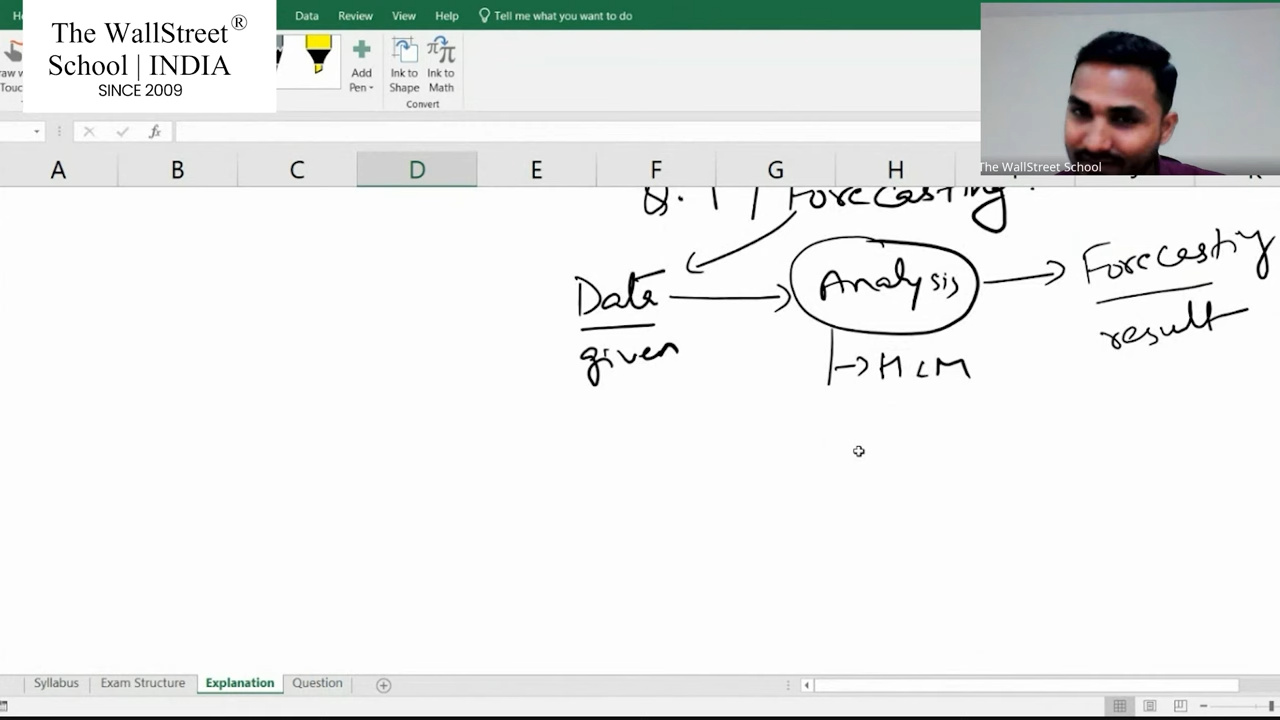 Data Review View Help Tell me what you want to do
The WallStreet®
School | INDIA
SINCE 2009
Add Pen
Ink to Shape
Ink to Math
Convert
fx
The WallStreet School
A B C D E F G H
Q. 1 / Forecasting.
Data → Analysis → Forecasting
given result
→ HLM
Syllabus Exam Structure Explanation Question